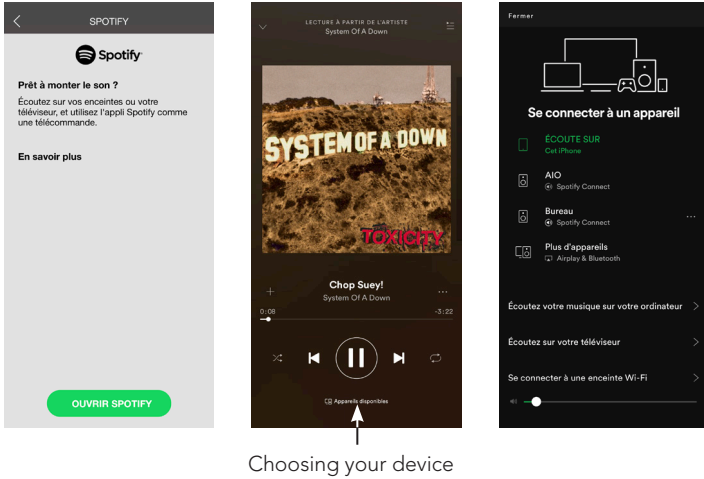 SPOTIFY
Spotify
Prêt à monter le son ?
Écoutez sur vos enceintes ou votre
téléviseur, et utilisez l'appli Spotify comme
une télécommande.
En savoir plus
OUVRIR SPOTIFY
LECTURE À PARTIR DE L'ARTISTE
System Of A Down
SYSTEM OF A DOWN
TOXICITY
Chop Suey!
System Of A Down
0:08
-3:22
Appareils disponibles
Choosing your device
Fermer
Se connecter à un appareil
ÉCOUTE SUR
Cet iPhone
AIO
Spotify Connect
Bureau
Spotify Connect
Plus d'appareils
Airplay & Bluetooth
Écoutez votre musique sur votre ordinateur
Écoutez sur votre téléviseur
Se connecter à une enceinte Wi-Fi